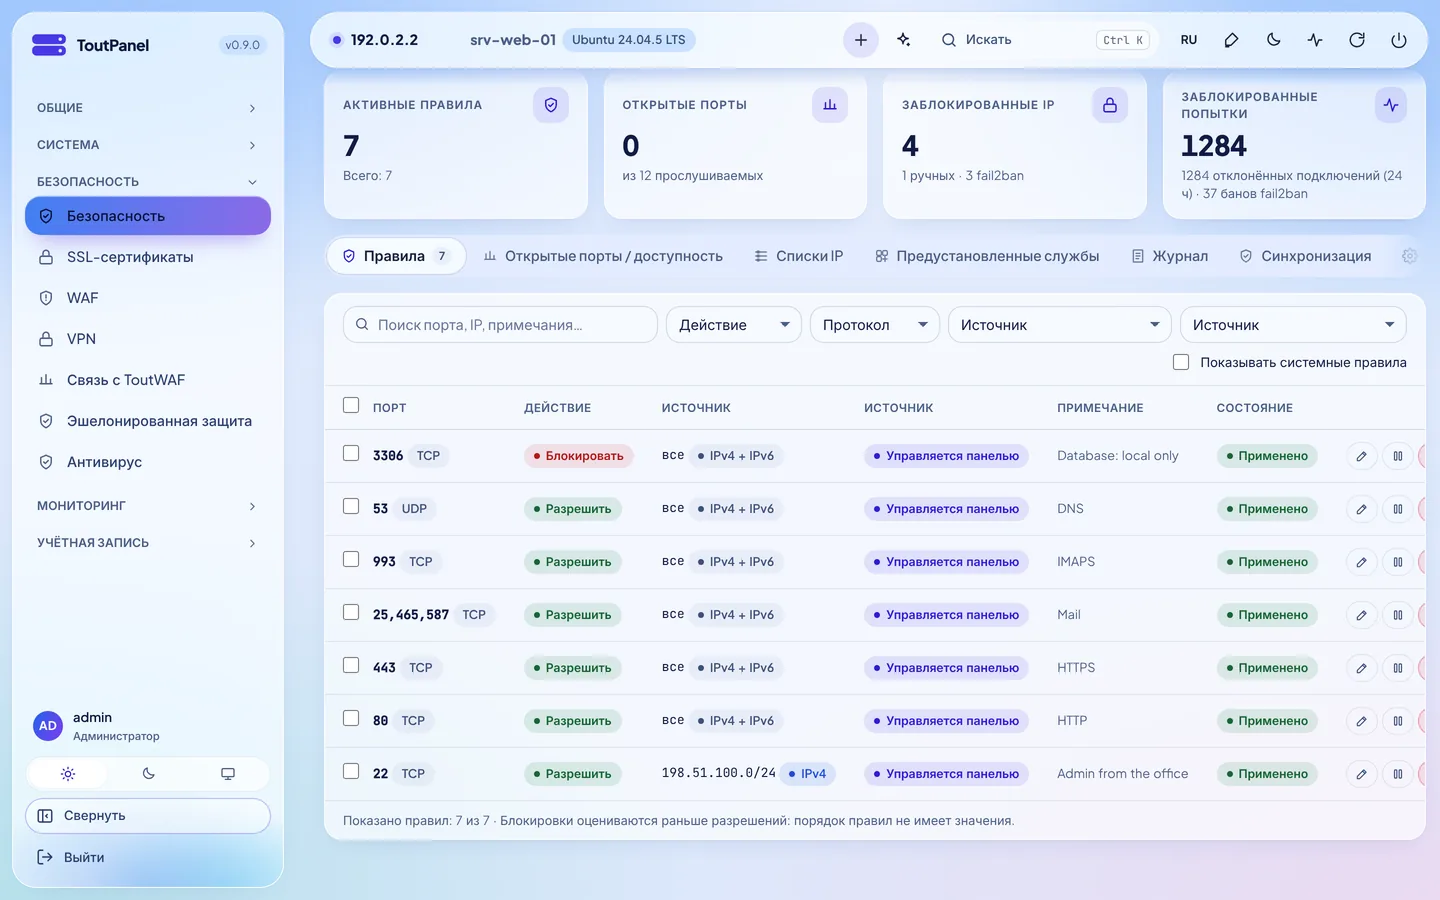 ToutPanel
v0.9.0
ОБЩИЕ
СИСТЕМА
БЕЗОПАСНОСТЬ
Безопасность
SSL-сертификаты
WAF
VPN
Связь с ToutWAF
Эшелонированная защита
Антивирус
МОНИТОРИНГ
УЧЁТНАЯ ЗАПИСЬ
AD
admin
Администратор
Свернуть
Выйти
192.0.2.2
srv-web-01
Ubuntu 24.04.5 LTS
Искать
Ctrl K
RU
АКТИВНЫЕ ПРАВИЛА
7
Всего: 7
ОТКРЫТЫЕ ПОРТЫ
0
из 12 прослушиваемых
ЗАБЛОКИРОВАННЫЕ IP
4
1 ручных · 3 fail2ban
ЗАБЛОКИРОВАННЫЕ
ПОПЫТКИ
1284
1284 отклонённых подключений (24
ч) · 37 банов fail2ban
Правила 7
Открытые порты / доступность
Списки IP
Предустановленные службы
Журнал
Синхронизация
Поиск порта, IP, примечания...
Действие
Протокол
Источник
Источник
Показывать системные правила
ПОРТ ДЕЙСТВИЕ ИСТОЧНИК ИСТОЧНИК ПРИМЕЧАНИЕ СОСТОЯНИЕ
3306 TCP Блокировать все IPv4 + IPv6 Управляется панелью Database: local only Применено
53 UDP Разрешить все IPv4 + IPv6 Управляется панелью DNS Применено
993 TCP Разрешить все IPv4 + IPv6 Управляется панелью IMAPS Применено
25,465,587 TCP Разрешить все IPv4 + IPv6 Управляется панелью Mail Применено
443 TCP Разрешить все IPv4 + IPv6 Управляется панелью HTTPS Применено
80 TCP Разрешить все IPv4 + IPv6 Управляется панелью HTTP Применено
22 TCP Разрешить 198.51.100.0/24 IPv4 Управляется панелью Admin from the office Применено
Показано правил: 7 из 7 · Блокировки оцениваются раньше разрешений: порядок правил не имеет значения.